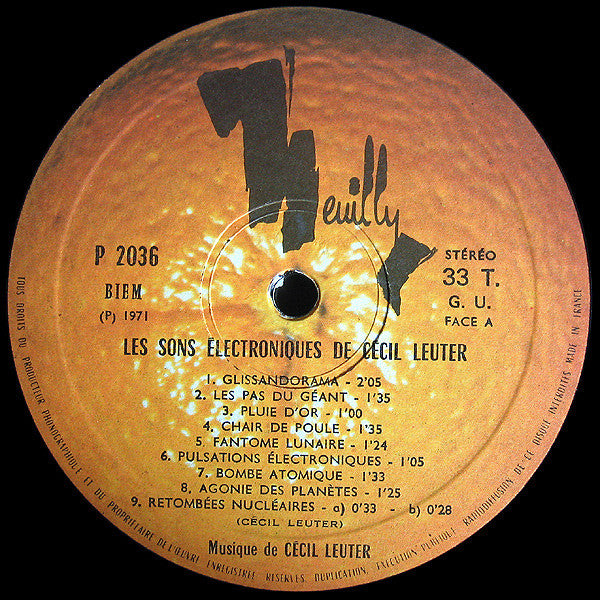 Neuilly
P 2036
BIEM
(P) 1971
STÉRÉO
33 T.
G. U.
FACE A
LES SONS ÉLECTRONIQUES DE CÉCIL LEUTER
1. GLISSANDORAMA - 2'05
2. LES PAS DU GÉANT - 1'35
3. PLUIE D'OR - 1'00
4. CHAIR DE POULE - 1'35
5. FANTOME LUNAIRE - 1'24
6. PULSATIONS ÉLECTRONIQUES - 1'05
7. BOMBE ATOMIQUE - 1'33
8. AGONIE DES PLANÈTES - 1'25
9. RETOMBÉES NUCLÉAIRES - a) 0'33 - b) 0'28
(CÉCIL LEUTER)
Musique de CÉCIL LEUTER
TOUS DROITS DU PRODUCTEUR PHONOGRAPHIQUE ET DU PROPRIÉTAIRE DE L'ŒUVRE ENREGISTRÉE RÉSERVÉS. DUPLICATION, EXÉCUTION PUBLIQUE RADIODIFFUSION DE CE DISQUE INTERDITES MADE IN FRANCE